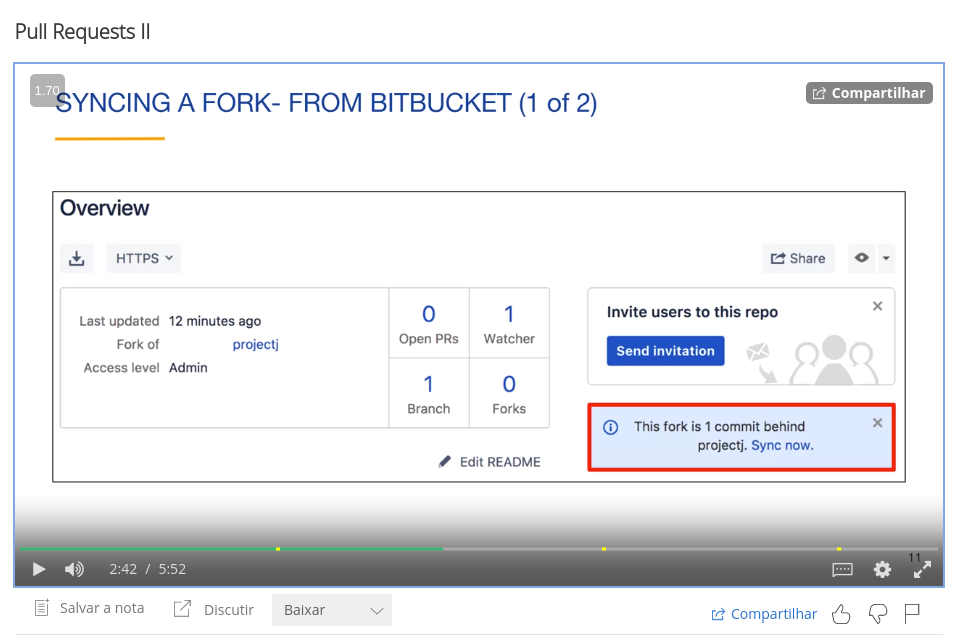 Pull Requests II
1.70
SYNCING A FORK- FROM BITBUCKET (1 of 2)
Compartilhar
Overview
HTTPS
Share
Last updated 12 minutes ago
Fork of projectj
Access level Admin
0
Open PRs
1
Watcher
1
Branch
0
Forks
Edit README
Invite users to this repo
Send invitation
This fork is 1 commit behind
projectj. Sync now.
11
2:42 / 5:52
Salvar a nota
Discutir
Baixar
Compartilhar